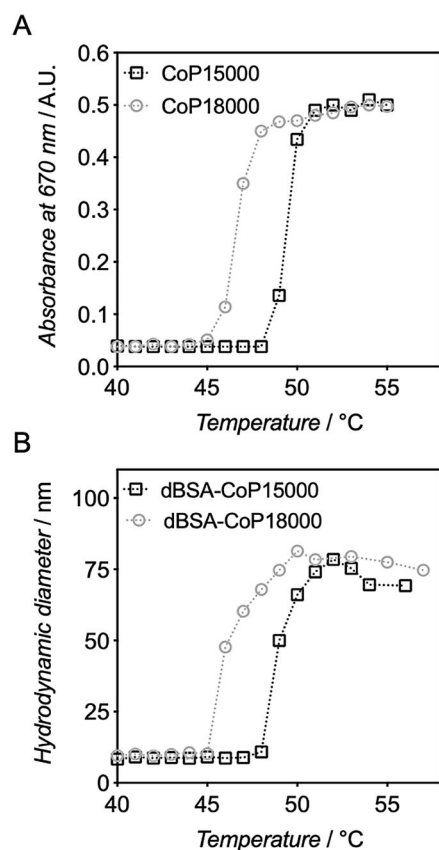 A
0.6
CoP15000
CoP18000
0.5
0.4
0.3
0.2
0.1
0.0
Absorbance at 670 nm / A.U.
40 45 50 55
Temperature / °C
B
100
dBSA-CoP15000
dBSA-CoP18000
75
50
25
0
Hydrodynamic diameter / nm
40 45 50 55
Temperature / °C